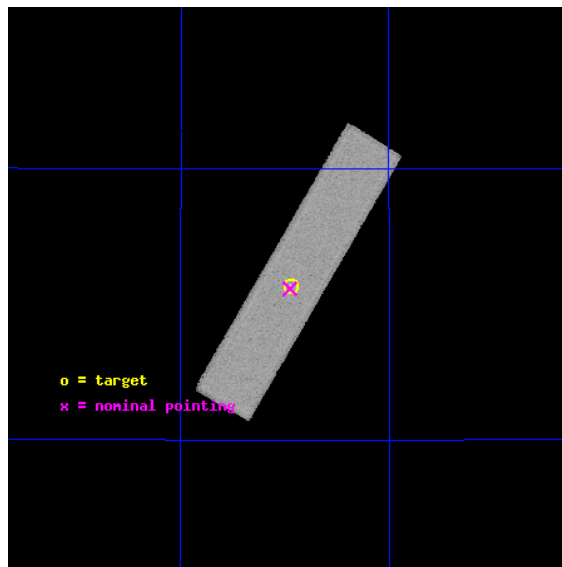 o = target
x = nominal pointing